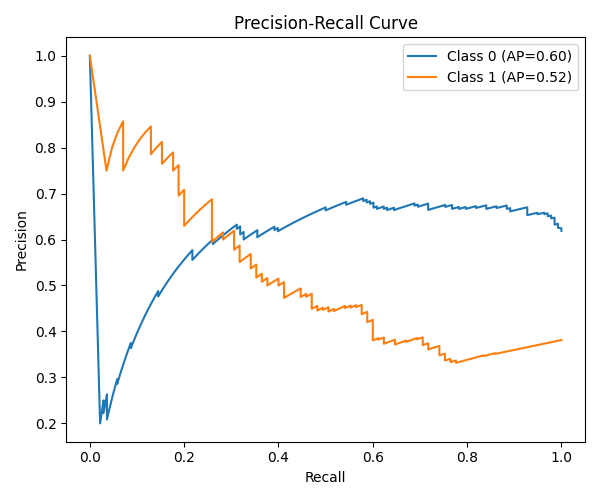 Precision-Recall Curve
Class 0 (AP=0.60)
Class 1 (AP=0.52)
1.0
0.9
0.8
0.7
0.6
0.5
0.4
0.3
0.2
Precision
0.0 0.2 0.4 0.6 0.8 1.0
Recall